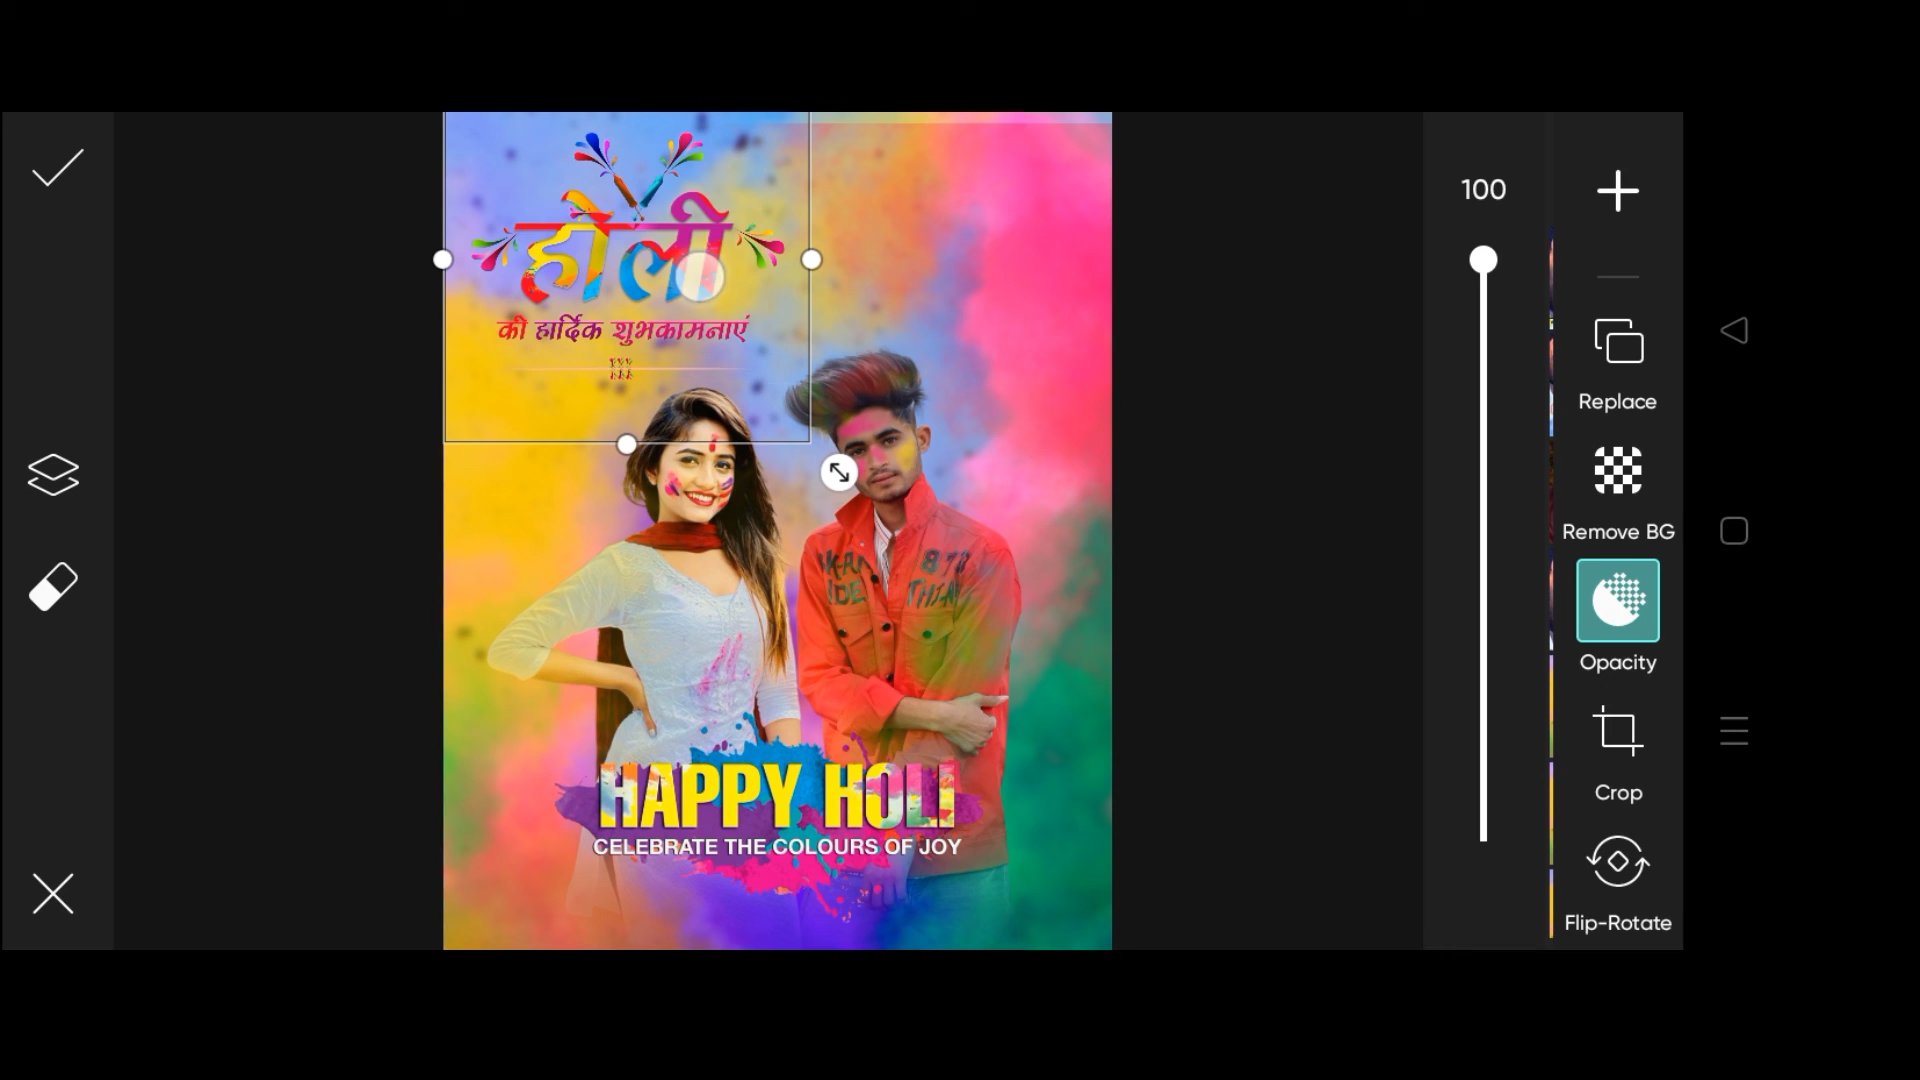 होली
की हार्दिक शुभकामनाएं
HAPPY HOLI
CELEBRATE THE COLOURS OF JOY
100
Replace
Remove BG
Opacity
Crop
Flip-Rotate